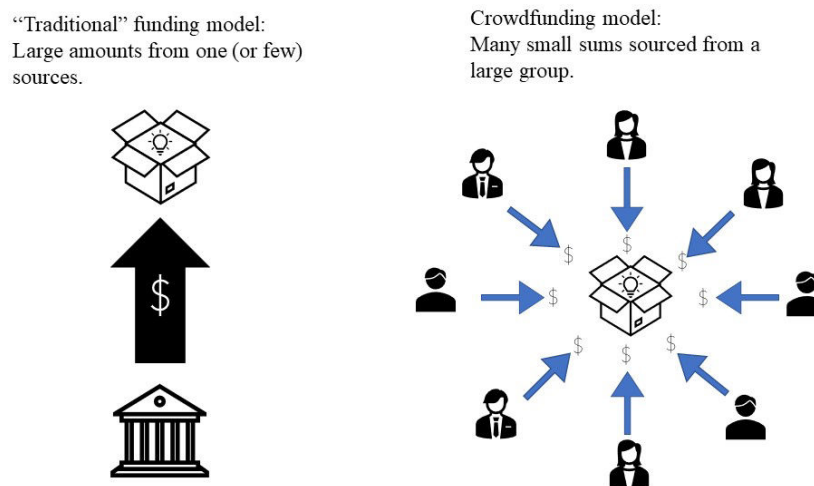 “Traditional” funding model:
Large amounts from one (or few)
sources.
Crowdfunding model:
Many small sums sourced from a
large group.
$
$
$
$
$
$
$
$
$